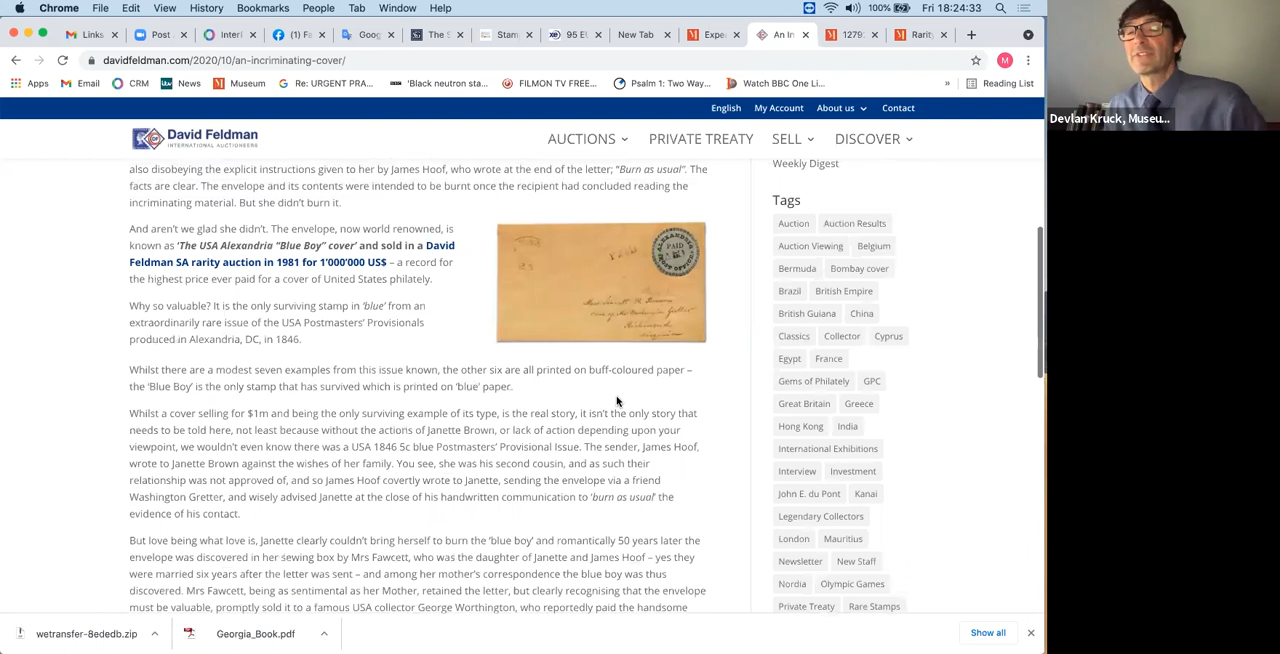 Chrome File Edit View History Bookmarks People Tab Window Help
100% Fri 18:24:33
Links
Post
Interl
(1) Fa
Goog
The S
Stam
95 EU
New Tab
Expe
An In
1279
Rarity
davidfeldman.com/2020/10/an-incriminating-cover/
M
Apps Email CRM News Museum Re: URGENT PRA... 'Black neutron sta... FILMON TV FREE... Psalm 1: Two Way... Watch BBC One Li... » Reading List
English My Account About us Contact
David Feldman
INTERNATIONAL AUCTIONEERS
AUCTIONS PRIVATE TREATY SELL DISCOVER
also disobeying the explicit instructions given to her by James Hoof, who wrote at the end of the letter; "Burn as usual". The
facts are clear. The envelope and its contents were intended to be burnt once the recipient had concluded reading the
incriminating material. But she didn't burn it.
And aren't we glad she didn't. The envelope, now world renowned, is
known as 'The USA Alexandria "Blue Boy" cover' and sold in a David
Feldman SA rarity auction in 1981 for 1'000'000 US$ – a record for
the highest price ever paid for a cover of United States philately.
Why so valuable? It is the only surviving stamp in 'blue' from an
extraordinarily rare issue of the USA Postmasters' Provisionals
produced in Alexandria, DC, in 1846.
ALEXANDRIA
PAID
POST OFFICE
Richmond
Whilst there are a modest seven examples from this issue known, the other six are all printed on buff-coloured paper –
the 'Blue Boy' is the only stamp that has survived which is printed on 'blue' paper.
Whilst a cover selling for $1m and being the only surviving example of its type, is the real story, it isn't the only story that
needs to be told here, not least because without the actions of Janette Brown, or lack of action depending upon your
viewpoint, we wouldn't even know there was a USA 1846 5c blue Postmasters' Provisional Issue. The sender, James Hoof,
wrote to Janette Brown against the wishes of her family. You see, she was his second cousin, and as such their
relationship was not approved of, and so James Hoof covertly wrote to Janette, sending the envelope via a friend
Washington Gretter, and wisely advised Janette at the close of his handwritten communication to 'burn as usual' the
evidence of his contact.
But love being what love is, Janette clearly couldn't bring herself to burn the 'blue boy' and romantically 50 years later the
envelope was discovered in her sewing box by Mrs Fawcett, who was the daughter of Janette and James Hoof – yes they
were married six years after the letter was sent – and among her mother's correspondence the blue boy was thus
discovered. Mrs Fawcett, being as sentimental as her Mother, retained the letter, but clearly recognising that the envelope
must be valuable, promptly sold it to a famous USA collector George Worthington, who reportedly paid the handsome
Weekly Digest
Tags
Auction Auction Results
Auction Viewing Belgium
Bermuda Bombay cover
Brazil British Empire
British Guiana China
Classics Collector Cyprus
Egypt France
Gems of Philately GPC
Great Britain Greece
Hong Kong India
International Exhibitions
Interview Investment
John E. du Pont Kanai
Legendary Collectors
London Mauritius
Newsletter New Staff
Nordia Olympic Games
Private Treaty Rare Stamps
wetransfer-8ededb.zip
Georgia_Book.pdf
Show all
Devlan Kruck, Museu...